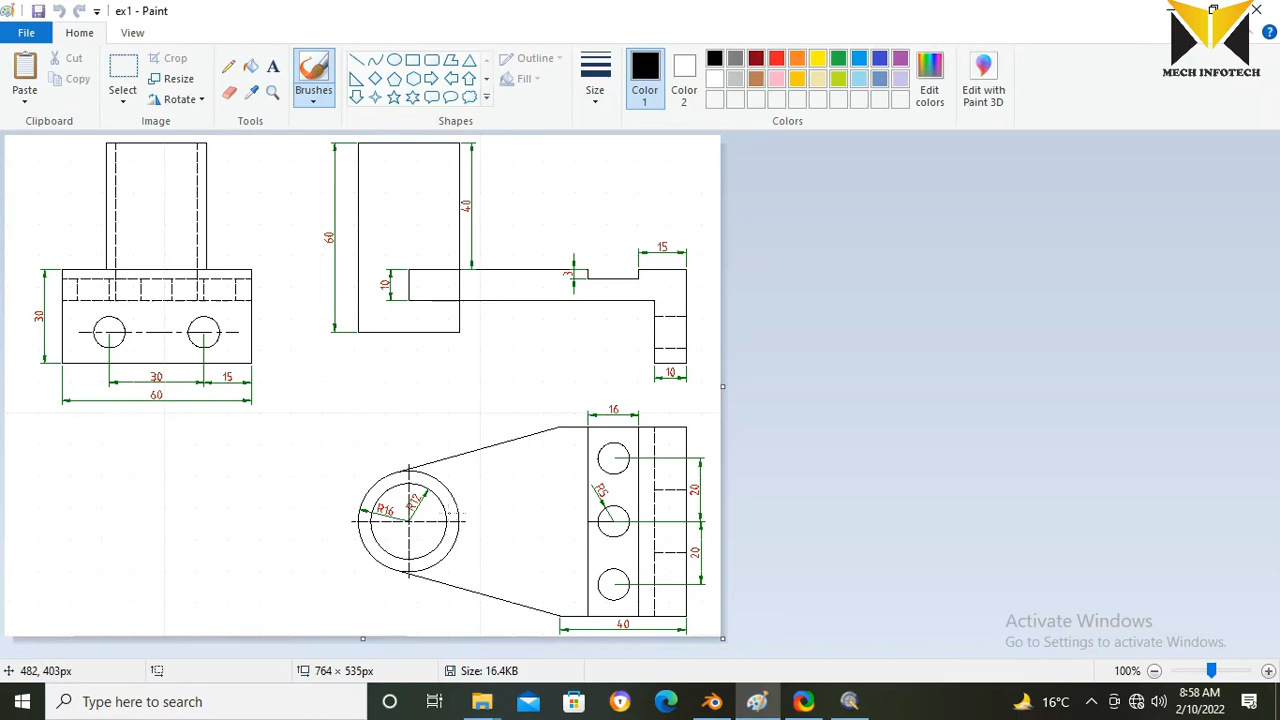 ex1 - Paint
File
Home
View
Paste
Cut
Copy
Clipboard
Select
Crop
Resize
Rotate
Image
A
Tools
Brushes
Shapes
Outline
Fill
Size
Color 1
Color 2
Edit colors
Colors
Edit with Paint 3D
MECH INFOTECH
60
40
10
3
15
10
30
30
15
60
16
R16
R12
R5
20
20
40
Activate Windows
Go to Settings to activate Windows.
482, 403px
764 × 535px
Size: 16.4KB
100%
Type here to search
16°C
8:58 AM
2/10/2022